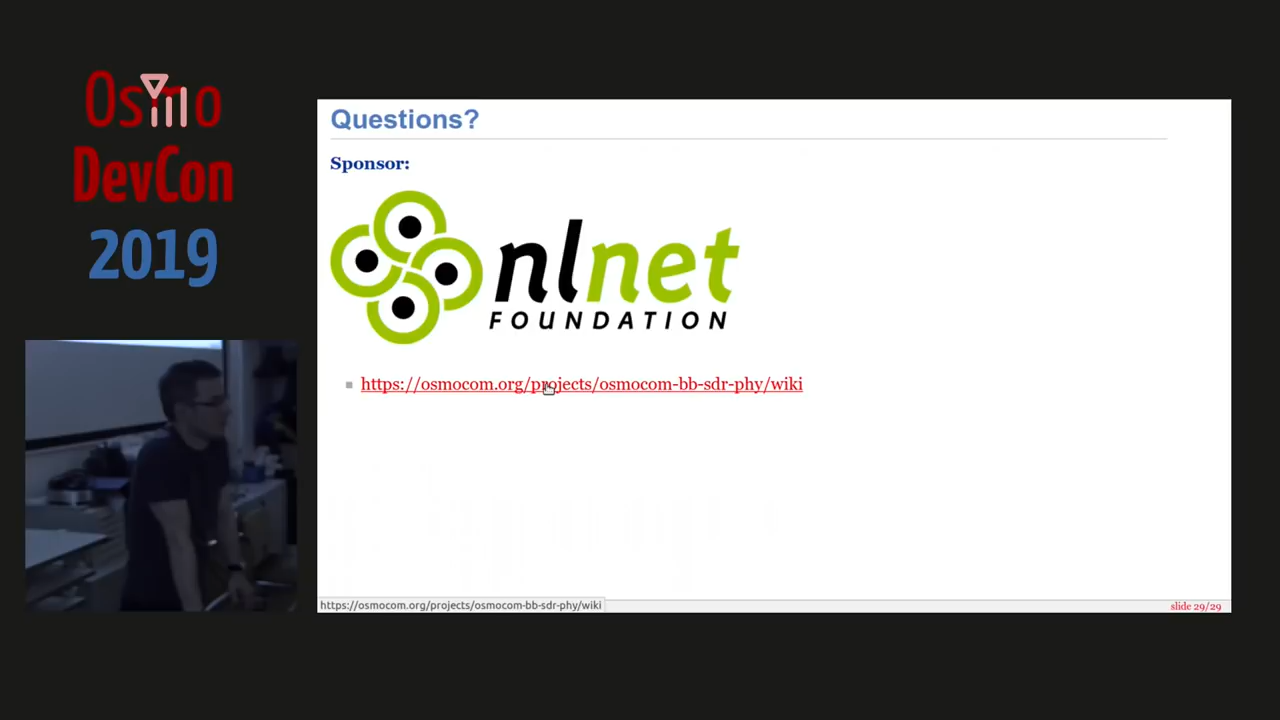 Osmo
DevCon
2019
Questions?
Sponsor:
nlnet
FOUNDATION
https://osmocom.org/projects/osmocom-bb-sdr-phy/wiki
https://osmocom.org/projects/osmocom-bb-sdr-phy/wiki
slide 29/29